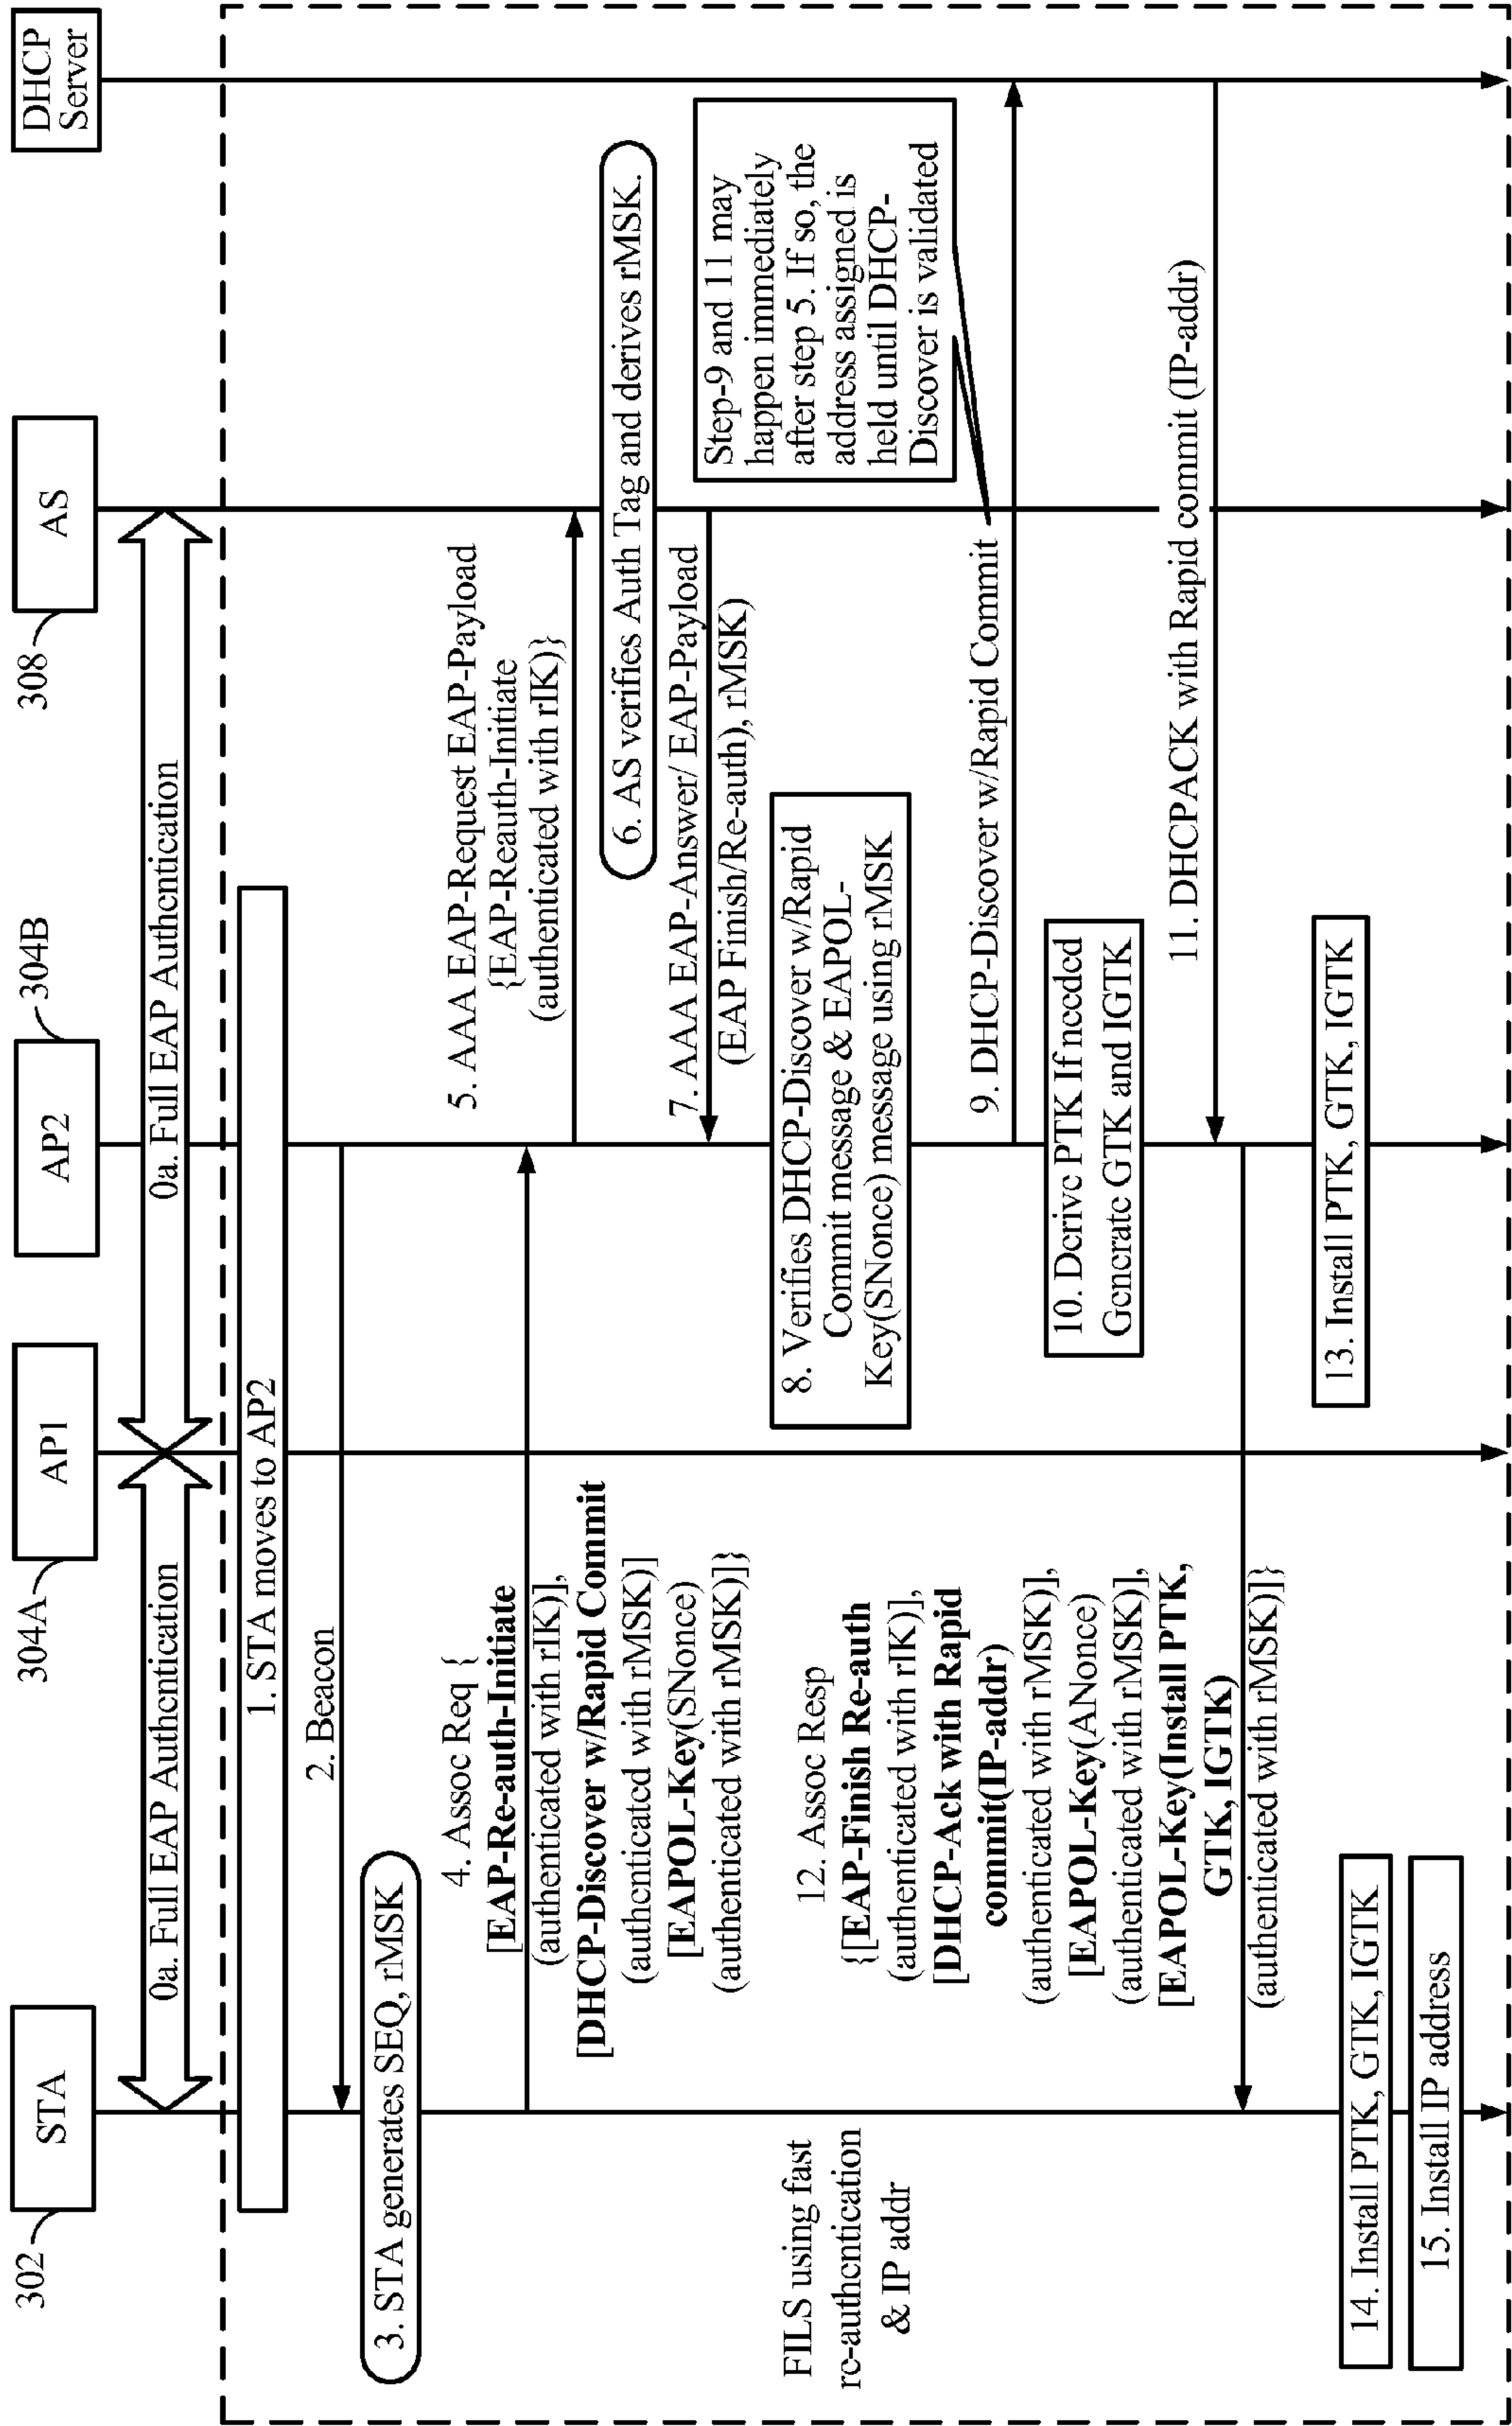 302
STA
304A
AP1
AP2
304B
308
AS
DHCP
Server
0a. Full EAP Authentication
0a. Full EAP Authentication
1. STA moves to AP2
2. Beacon
3. STA generates SEQ, rMSK
4. Assoc Req {
[EAP-Re-auth-Initiate
(authenticated with rIK)],
[DHCP-Discover w/Rapid Commit
(authenticated with rMSK)]
[EAPOL-Key(SNonce)
(authenticated with rMSK)]}
5. AAA EAP-Request EAP-Payload
{EAP-Reauth-Initiate
(authenticated with rIK)}
6. AS verifies Auth Tag and derives rMSK.
7. AAA EAP-Answer/ EAP-Payload
(EAP Finish/Re-auth), rMSK)
8. Verifies DHCP-Discover w/Rapid
Commit message & EAPOL-
Key(SNonce) message using rMSK
Step-9 and 11 may
happen immediately
after step 5. If so, the
address assigned is
held until DHCP-
Discover is validated
9. DHCP-Discover w/Rapid Commit
10. Derive PTK If needed
Generate GTK and IGTK
11. DHCPACK with Rapid commit (IP-addr)
12. Assoc Resp
{[EAP-Finish Re-auth
(authenticated with rIK)],
[DHCP-Ack with Rapid
commit(IP-addr)
(authenticated with rMSK)],
[EAPOL-Key(ANonce)
(authenticated with rMSK)],
[EAPOL-Key(Install PTK,
GTK, IGTK)
(authenticated with rMSK)]}
FILS using fast
re-authentication
& IP addr
13. Install PTK, GTK, IGTK
14. Install PTK, GTK, IGTK
15. Install IP address